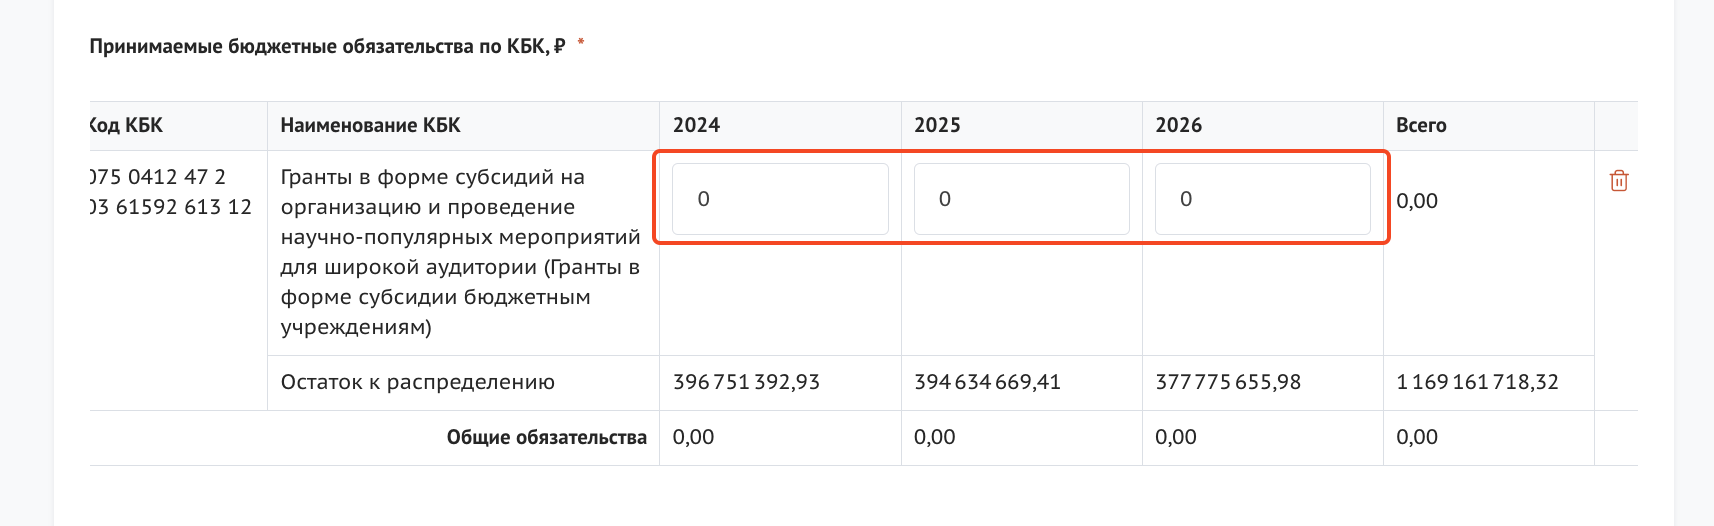 Принимаемые бюджетные обязательства по КБК, ₽ *
Код КБК Наименование КБК 2024 2025 2026 Всего
075 0412 47 2
03 61592 613 12
Гранты в форме субсидий на
организацию и проведение
научно-популярных мероприятий
для широкой аудитории (Гранты в
форме субсидии бюджетным
учреждениям)
0 0 0 0,00
Остаток к распределению 396 751 392,93 394 634 669,41 377 775 655,98 1 169 161 718,32
Общие обязательства 0,00 0,00 0,00 0,00